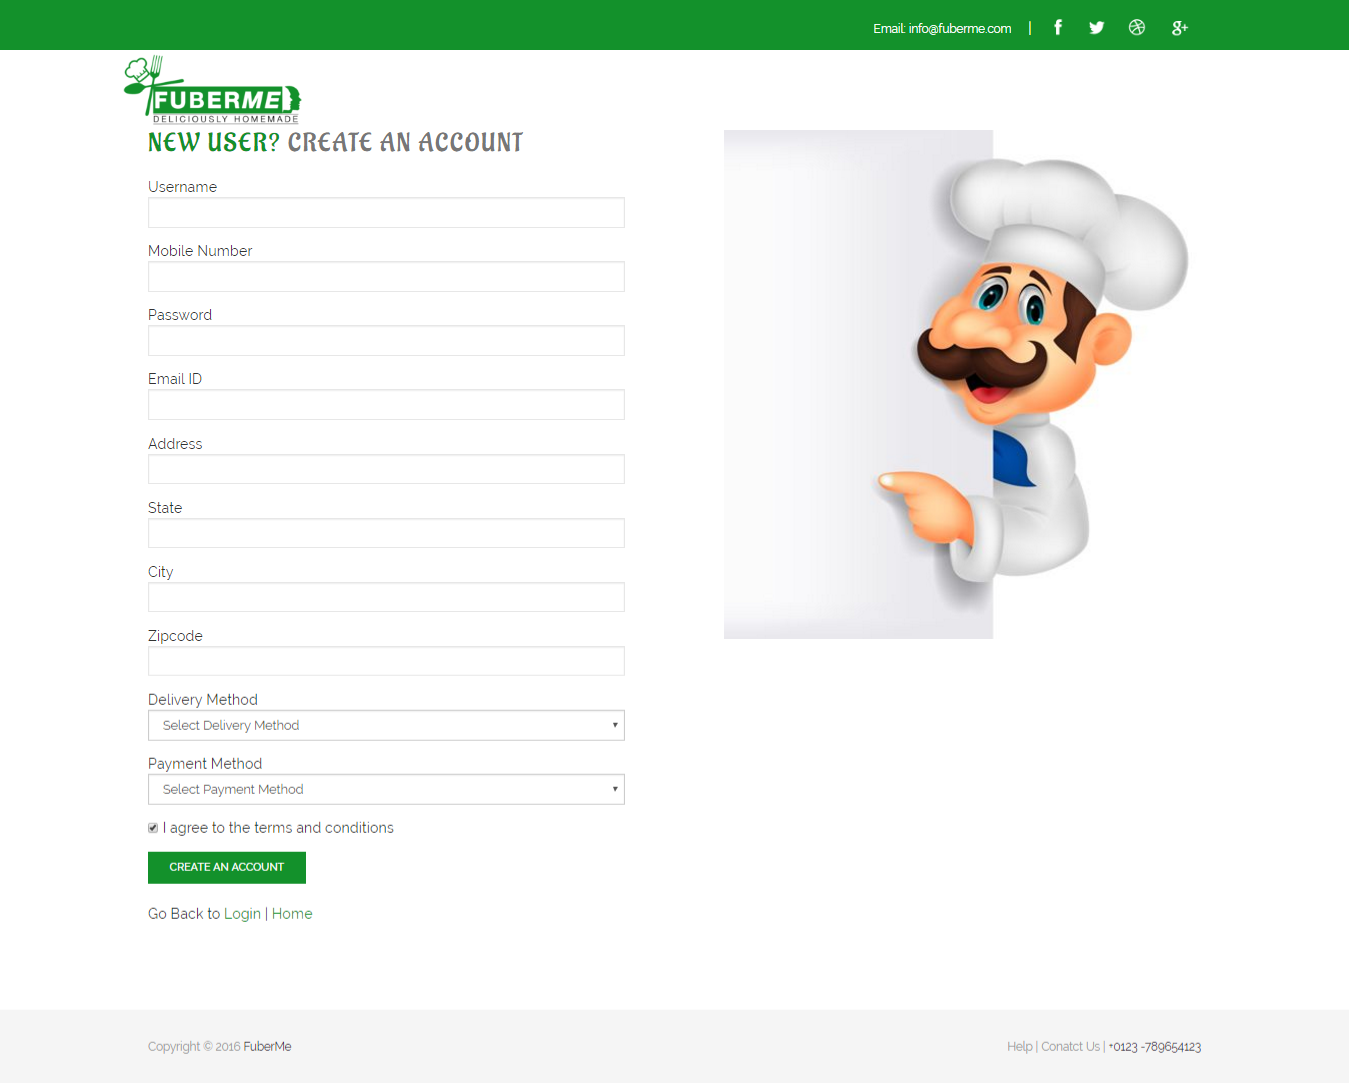 Email: info@fuberme.com |
FUBERME
DELICIOUSLY HOMEMADE
NEW USER? CREATE AN ACCOUNT
Username
Mobile Number
Password
Email ID
Address
State
City
Zipcode
Delivery Method
Select Delivery Method
Payment Method
Select Payment Method
I agree to the terms and conditions
CREATE AN ACCOUNT
Go Back to Login | Home
Copyright © 2016 FuberMe
Help | Conatct Us | +0123 -789654123